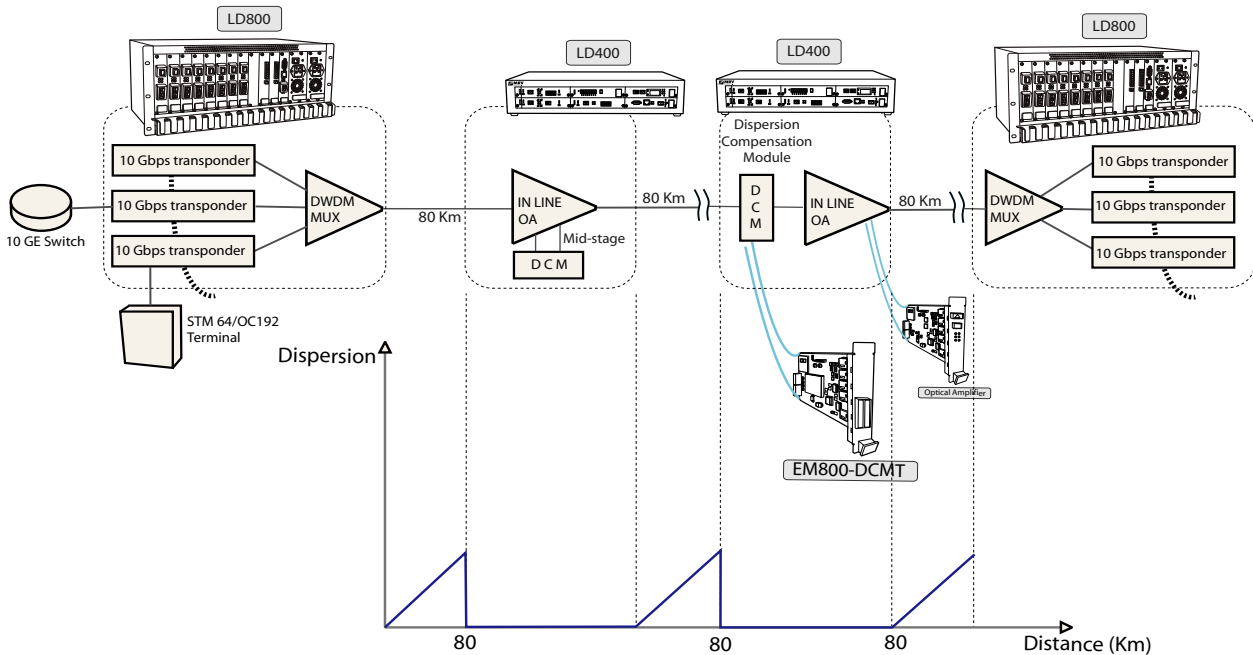 LD800
LD400
LD400
LD800
Dispersion
Compensation
Module
10 Gbps transponder
10 Gbps transponder
10 Gbps transponder
10 GE Switch
DWDM
MUX
80 Km
IN LINE
OA
Mid-stage
D C M
80 Km
D
C
M
IN LINE
OA
80 Km
DWDM
MUX
10 Gbps transponder
10 Gbps transponder
10 Gbps transponder
STM 64/OC192
Terminal
Dispersion
Optical Amplifier
EM800-DCMT
80
80
80
Distance (Km)